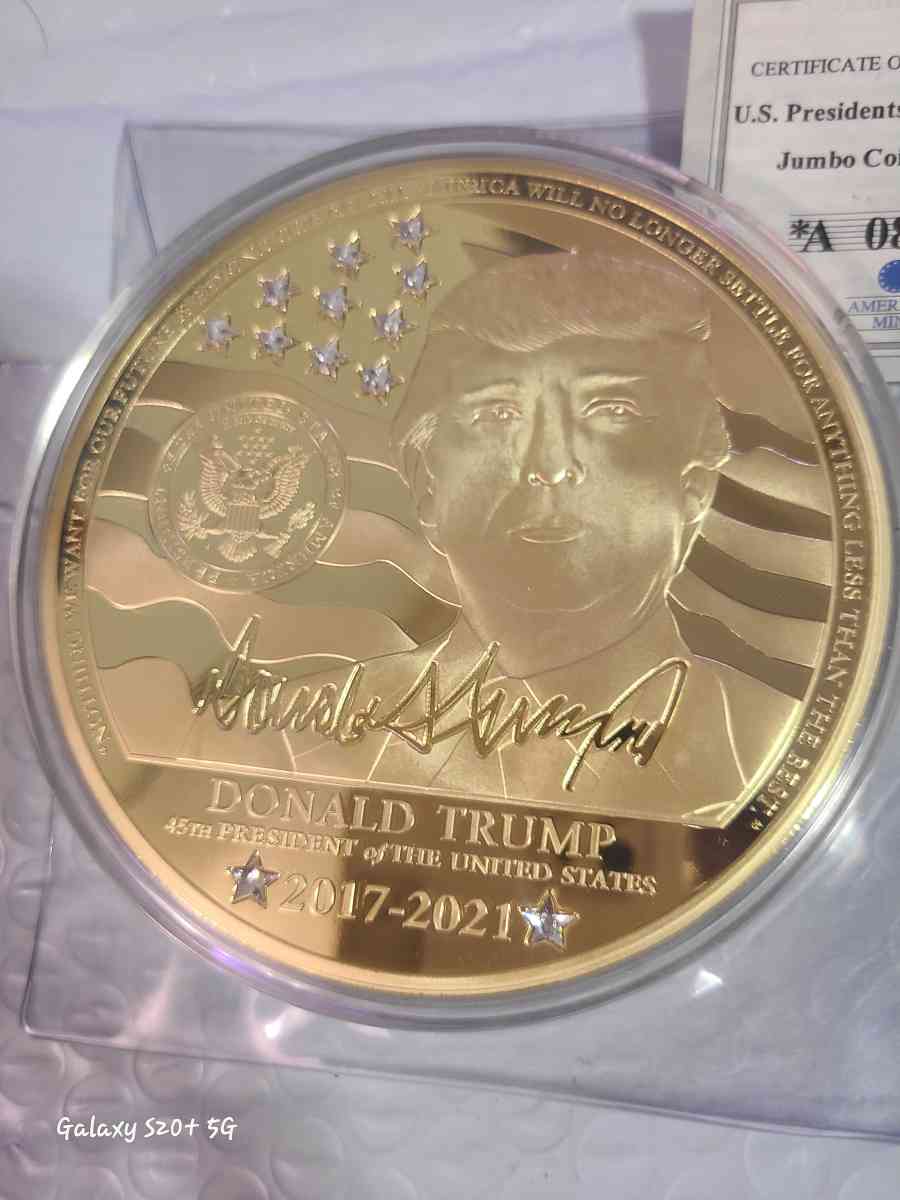 CERTIFICATE O
U.S. Presidents
Jumbo Coi
*A 08
AMER
MIN
AMERICA WILL NO LONGER SETTLE FOR ANYTHING LESS THAN THE BEST."
WE WANT FOR OUR
DONALD TRUMP
45TH PRESIDENT of THE UNITED STATES
2017-2021
Galaxy S20+ 5G